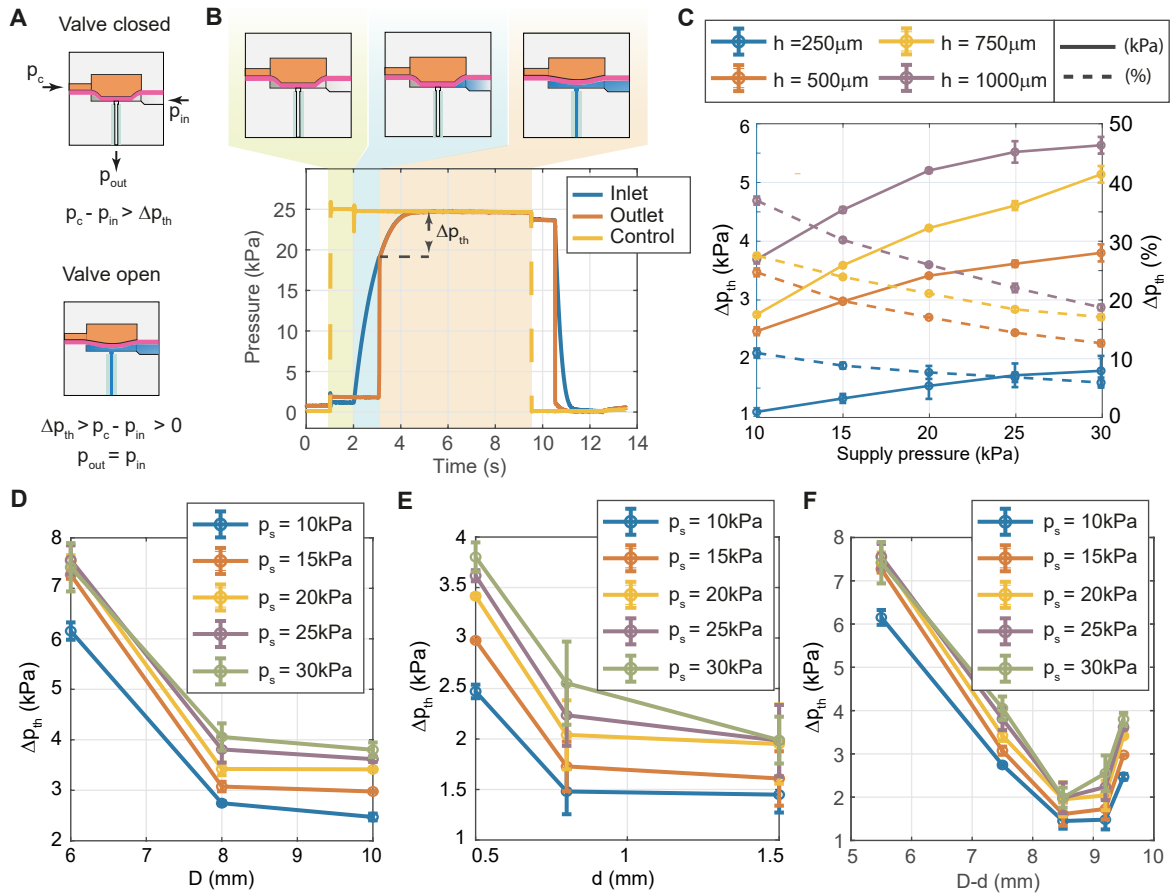 A
Valve closed
p_c
p_in
p_out
p_c - p_in > Δp_th
Valve open
Δp_th > p_c - p_in > 0
p_out = p_in
B
Inlet
Outlet
Control
Δp_th
25
20
15
10
5
0
Pressure (kPa)
0 2 4 6 8 10 12 14
Time (s)
C
h =250μm
h = 500μm
h = 750μm
h = 1000μm
(kPa)
(%)
6
5
4
3
2
1
Δp_th (kPa)
50
40
30
20
10
0
Δp_th (%)
10 15 20 25 30
Supply pressure (kPa)
D
p_s = 10kPa
p_s = 15kPa
p_s = 20kPa
p_s = 25kPa
p_s = 30kPa
8
7
6
5
4
3
2
Δp_th (kPa)
6 7 8 9 10
D (mm)
E
p_s = 10kPa
p_s = 15kPa
p_s = 20kPa
p_s = 25kPa
p_s = 30kPa
4
3.5
3
2.5
2
1.5
1
Δp_th (kPa)
0.5 1 1.5
d (mm)
F
p_s = 10kPa
p_s = 15kPa
p_s = 20kPa
p_s = 25kPa
p_s = 30kPa
8
7
6
5
4
3
2
1
Δp_th (kPa)
5 6 7 8 9 10
D-d (mm)